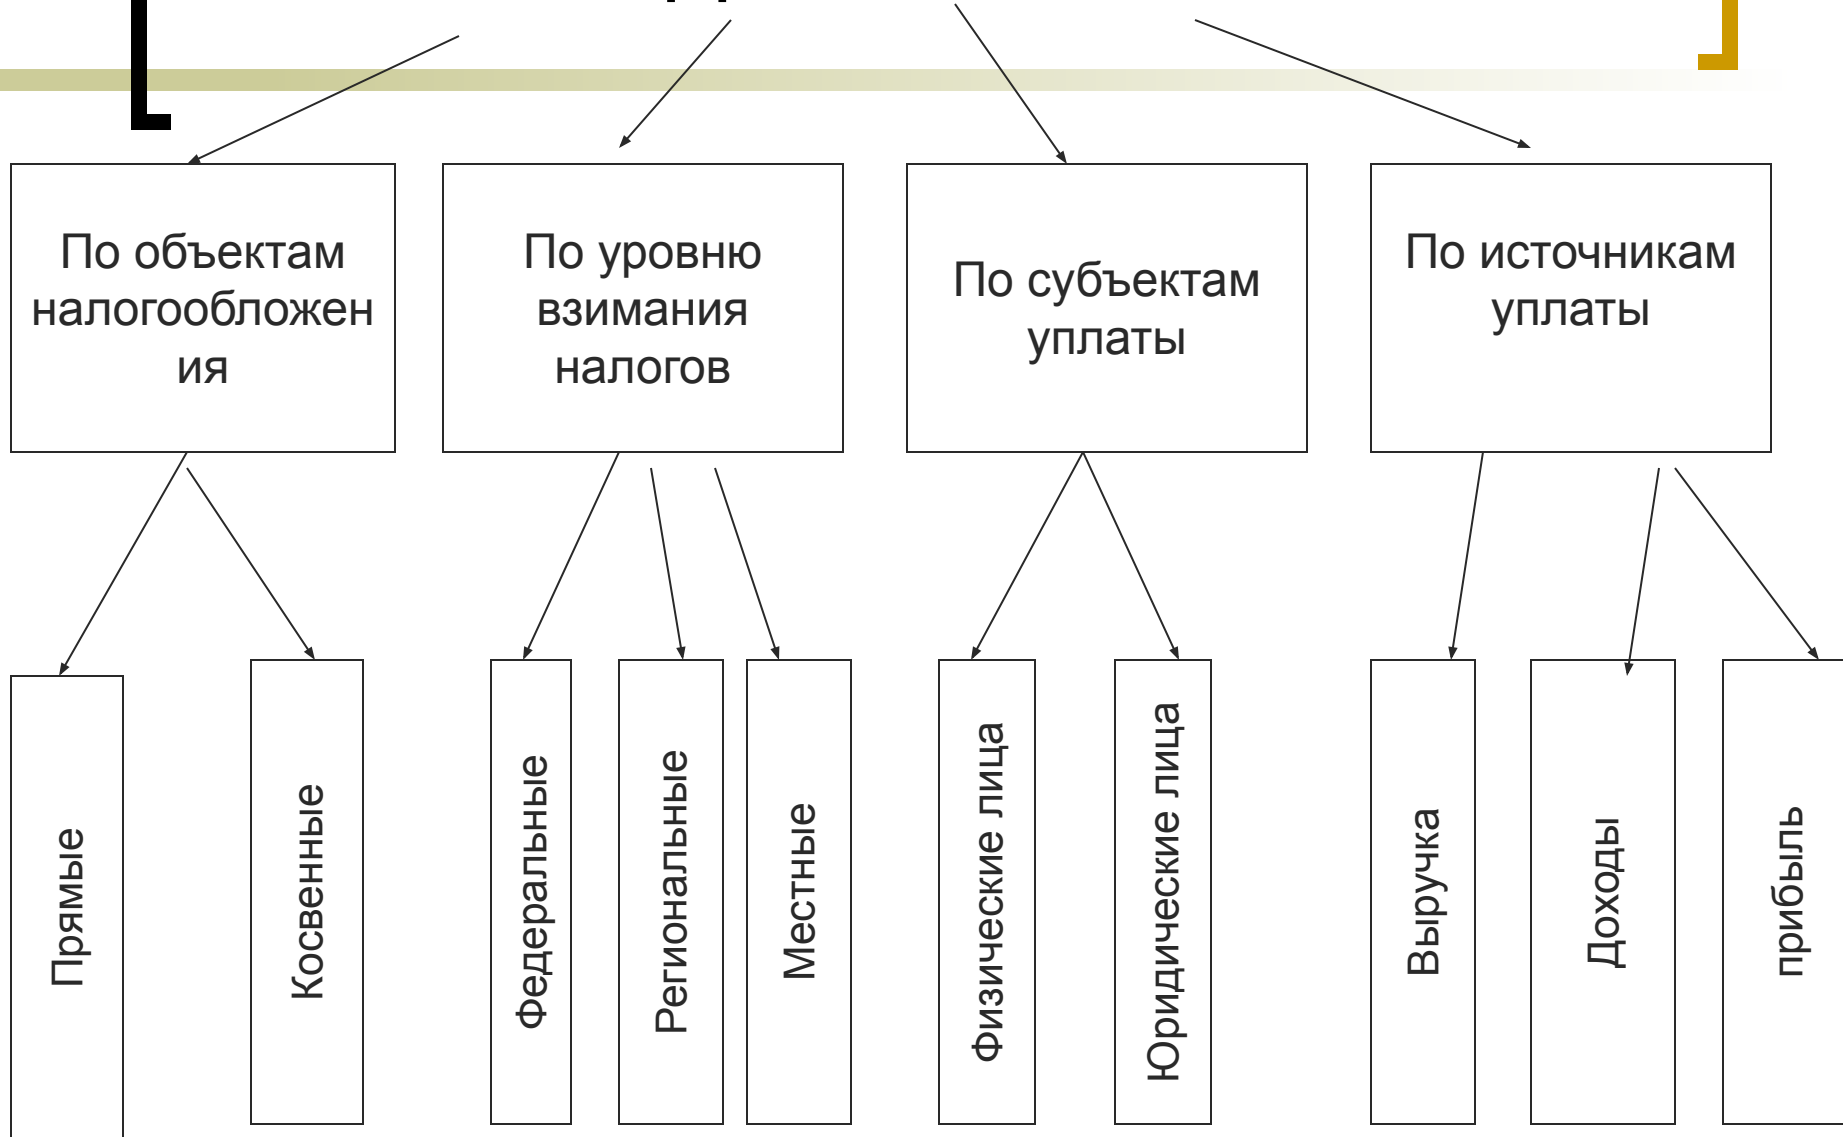 По объектам
налогообложен
ия
По уровню
взимания
налогов
По субъектам
уплаты
По источникам
уплаты
Прямые
Косвенные
Федеральные
Региональные
Местные
Физические лица
Юридические лица
Выручка
Доходы
прибыль